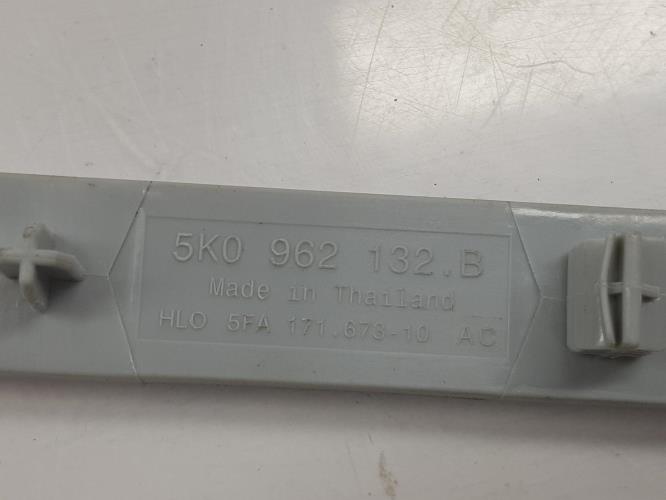 5K0 962 132.B
Made in Thailand
HLO 5FA 171.673-10 AC